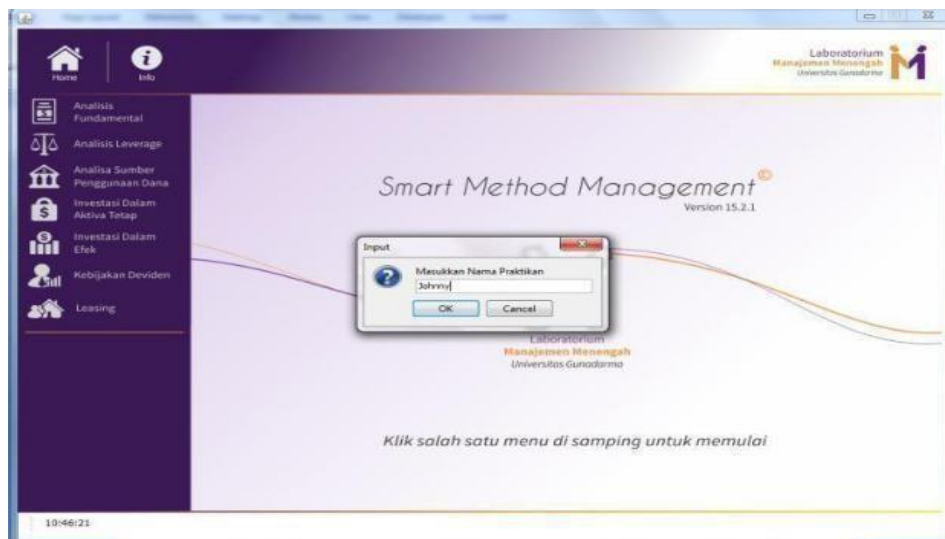 Home
Info
Laboratorium
Manajemen Menengah
Universitas Gunadarma
Analisis
Fundamental
Analisis Leverage
Analisa Sumber
Penggunaan Dana
Investasi Dalam
Aktiva Tetap
Investasi Dalam
Efek
Kebijakan Deviden
Leasing
Smart Method Management©
Version 15.2.1
Input
Masukkan Nama Praktikan
Johnny
OK
Cancel
Laboratorium
Manajemen Menengah
Universitas Gunadarma
Klik salah satu menu di samping untuk memulai
10:46:21